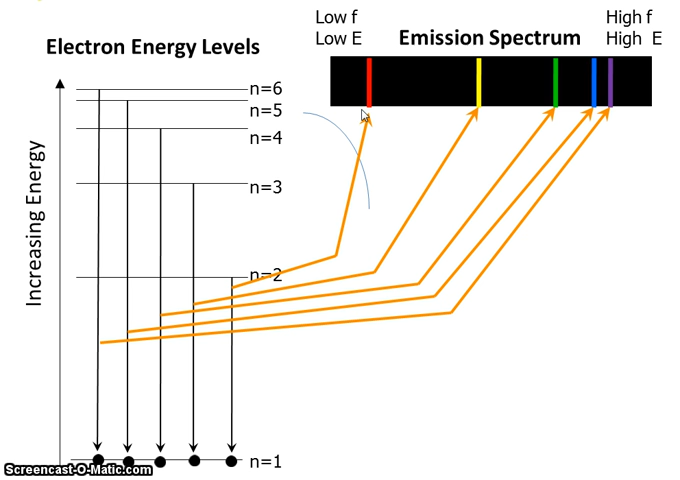 Low f
High f
Electron Energy Levels
Low E
Emission Spectrum
High E
n=6
n=5
n=4
n=3
n=2
n=1
Increasing Energy
Screencast-O-Matic.com